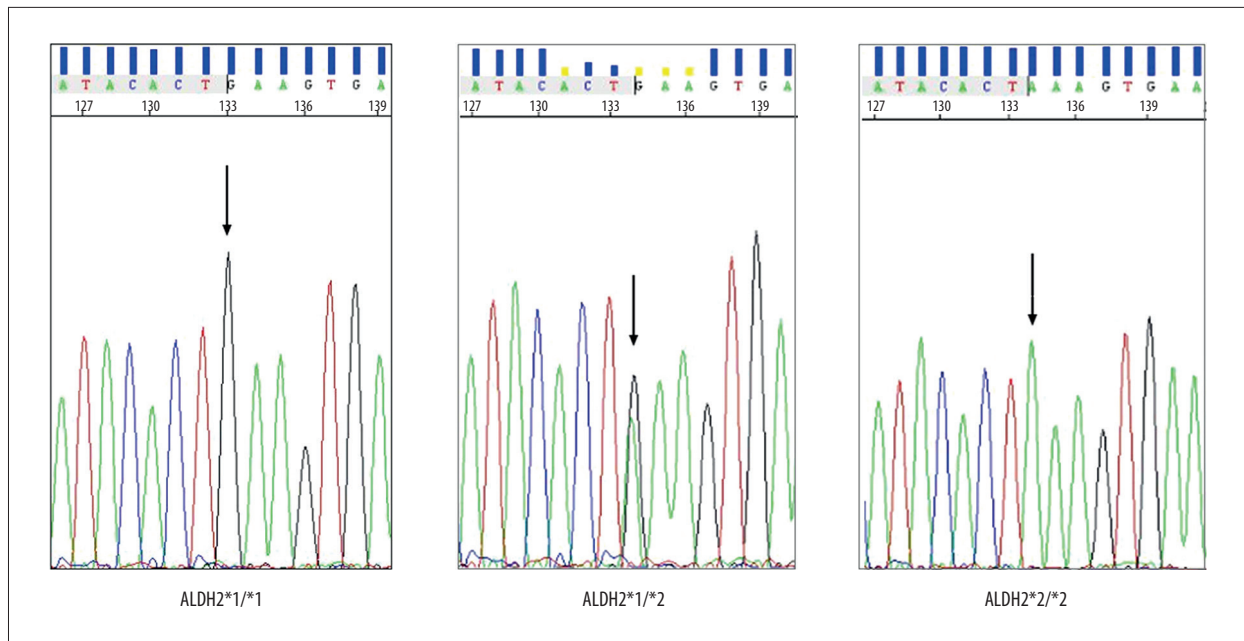 A T A C A C T G A A G T G A
127 130 133 136 139
ALDH2*1/*1
A T A C A C T G A A G T G A
127 130 133 136 139
ALDH2*1/*2
A T A C A C T A A A G T G A A
127 130 133 136 139
ALDH2*2/*2